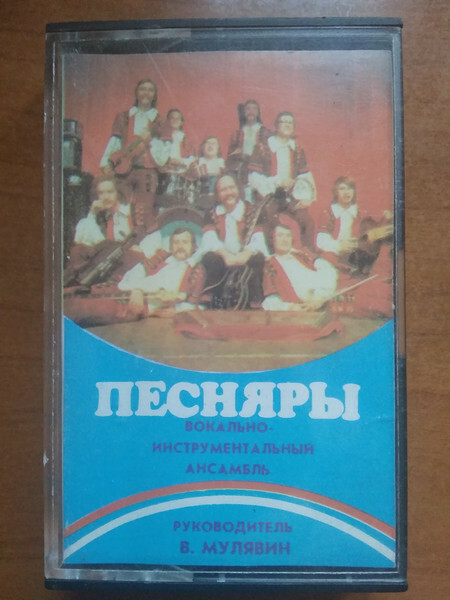 ПЕСНЯРЫ
ВОКАЛЬНО-
ИНСТРУМЕНТАЛЬНЫЙ
АНСАМБЛЬ
РУКОВОДИТЕЛЬ
В. МУЛЯВИН